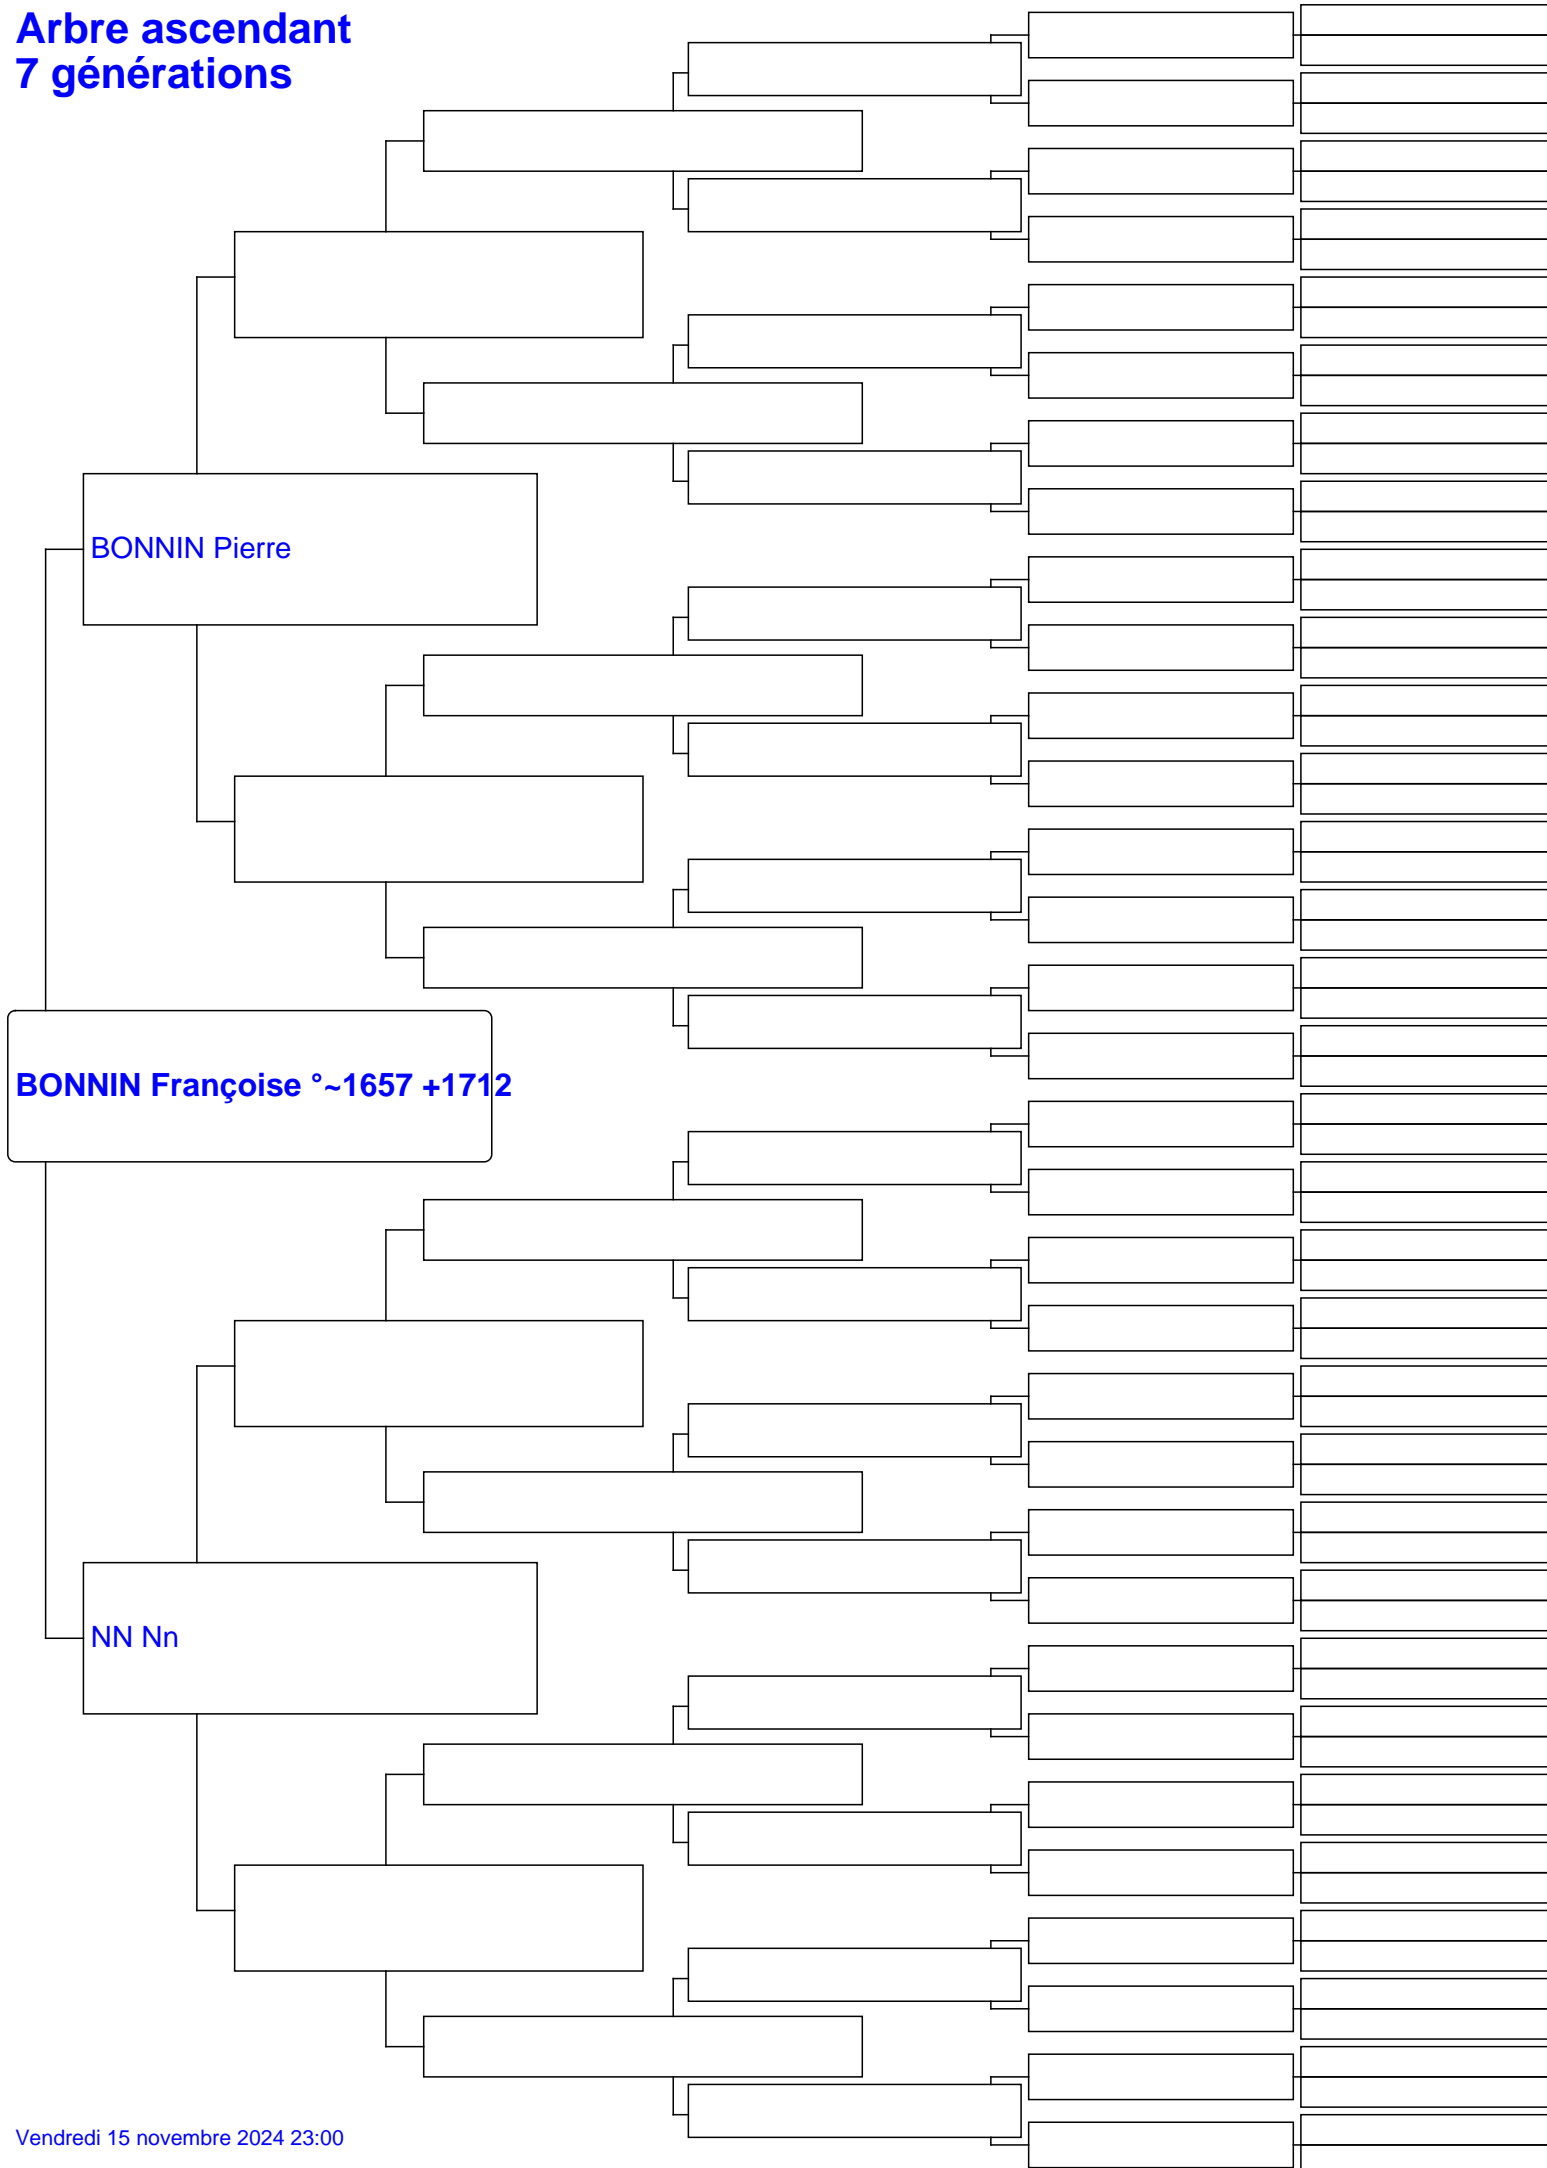 Arbre ascendant
7 générations
BONNIN Pierre
BONNIN Françoise °~1657 +1712
NN Nn
Vendredi 15 novembre 2024 23:00